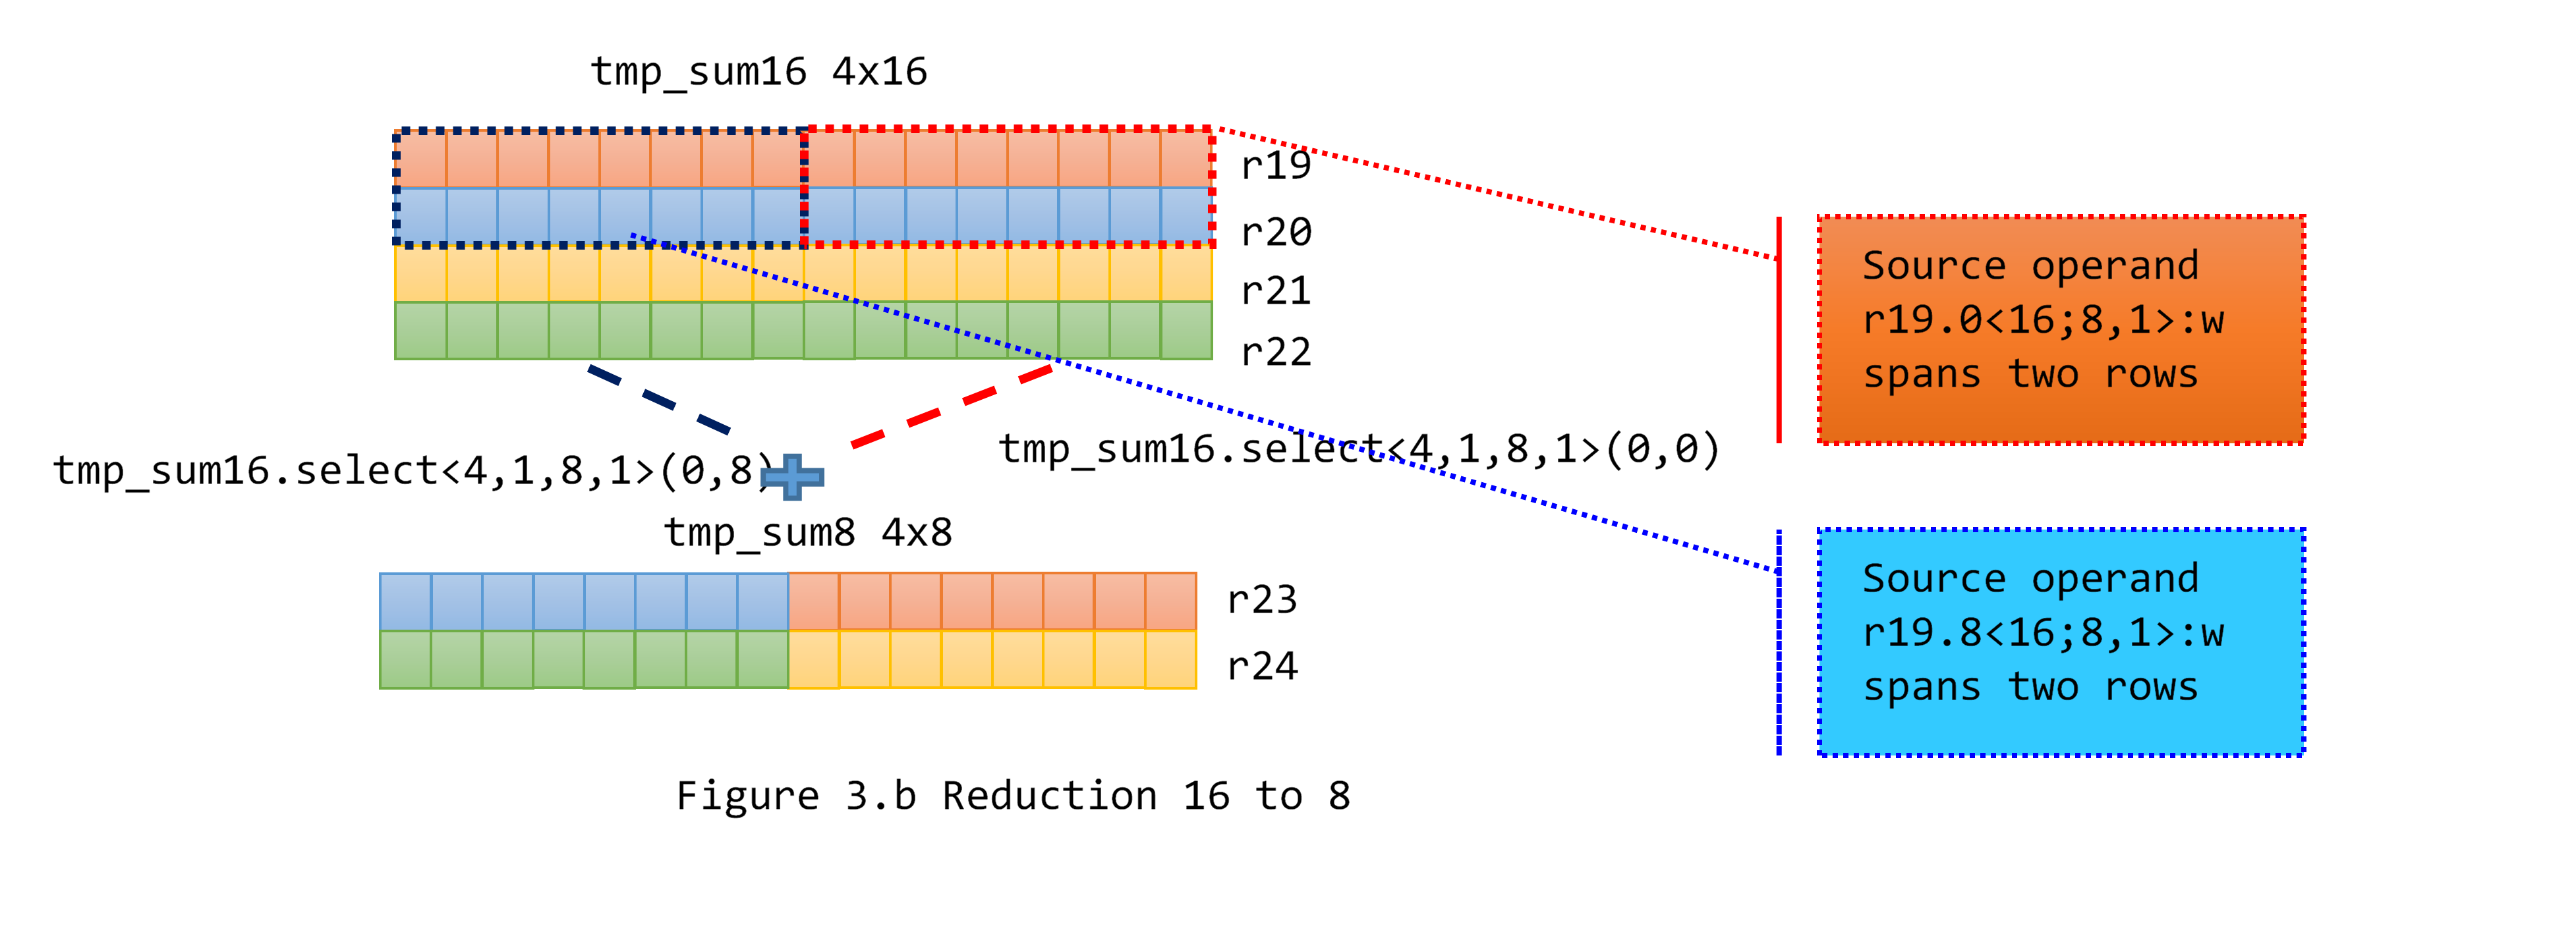 tmp_sum16 4x16
r19
r20
r21
r22
Source operand
r19.0<16;8,1>:w
spans two rows
tmp_sum16.select<4,1,8,1>(0,8)
tmp_sum16.select<4,1,8,1>(0,0)
tmp_sum8 4x8
r23
r24
Source operand
r19.8<16;8,1>:w
spans two rows
Figure 3.b Reduction 16 to 8